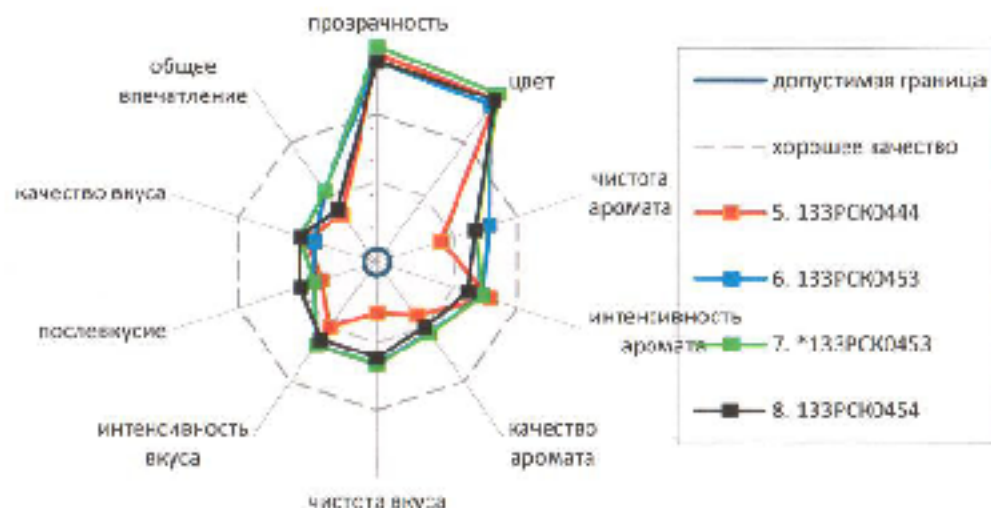 прозрачность
общее
впечатление
цвет
чистота
аромата
качество вкуса
послевкусие
интенсивность
аромата
интенсивность
вкуса
качество
аромата
чистота вкуса
допустимая граница
хорошее качество
5. 133РСК0444
6. 133РСК0453
7. *133РСК0453
8. 133РСК0454